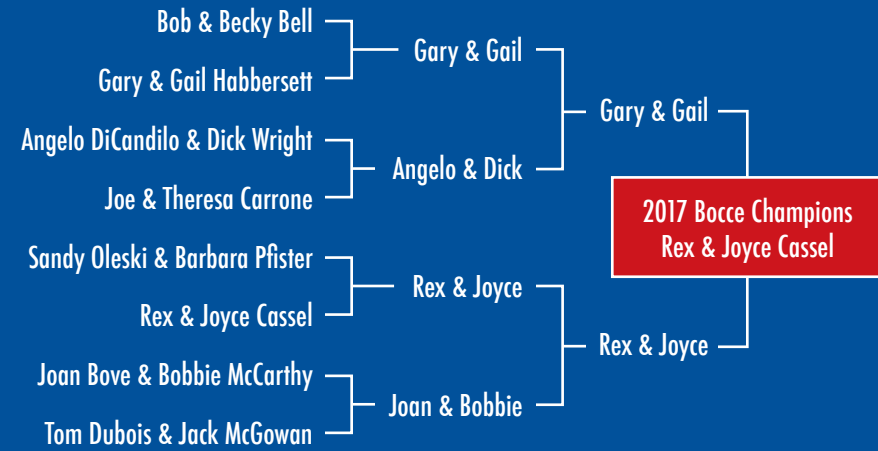 Bob & Becky Bell
Gary & Gail Habbersett
Angelo DiCandilo & Dick Wright
Joe & Theresa Carrone
Sandy Oleski & Barbara Pfister
Rex & Joyce Cassel
Joan Bove & Bobbie McCarthy
Tom Dubois & Jack McGowan
Gary & Gail
Angelo & Dick
Rex & Joyce
Joan & Bobbie
Gary & Gail
Rex & Joyce
2017 Bocce Champions
Rex & Joyce Cassel